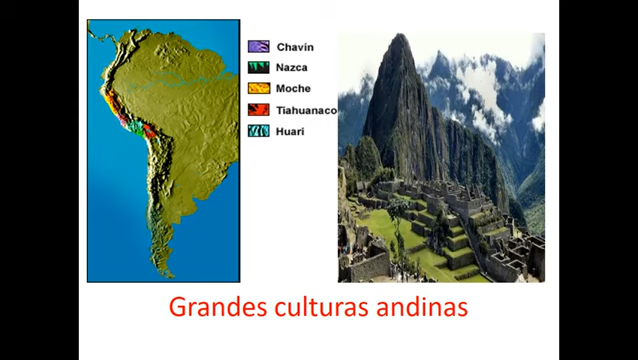 Chavín
Nazca
Moche
Tiahuanaco
Huari
Grandes culturas andinas